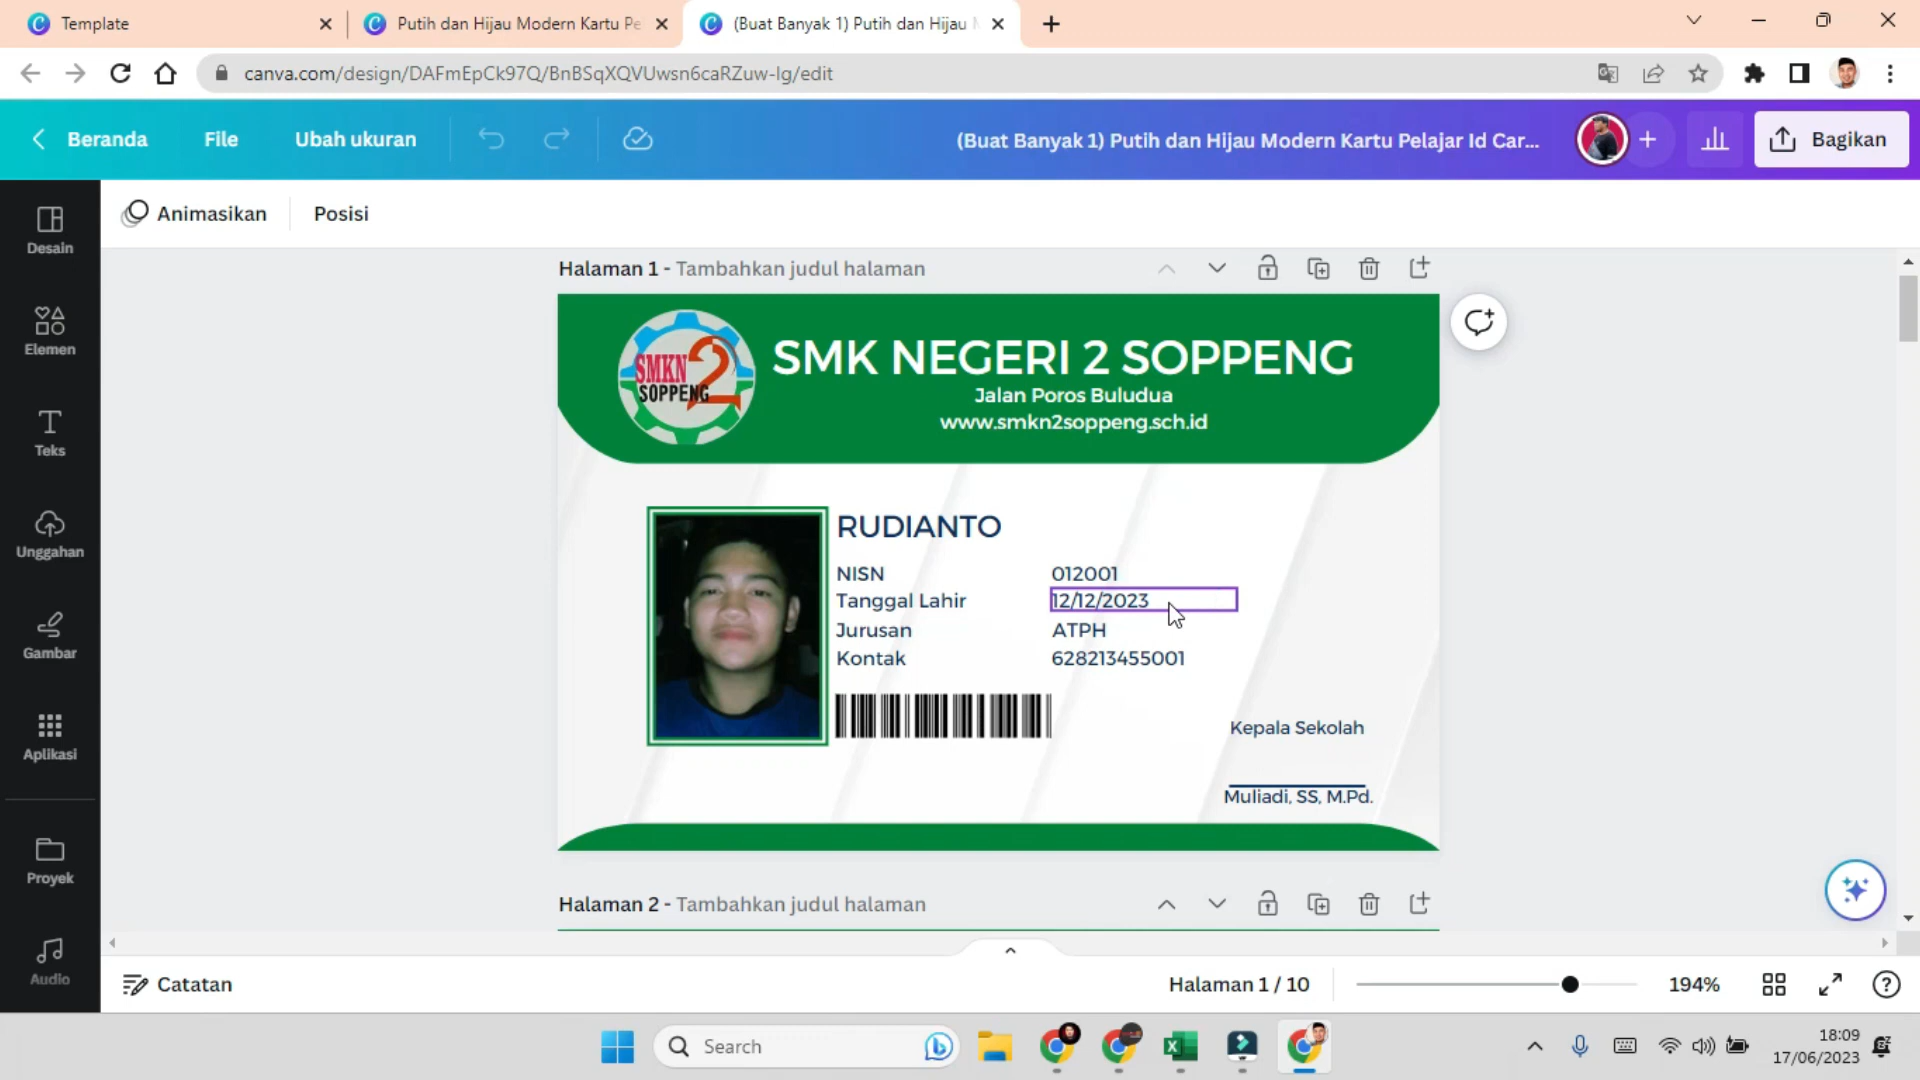 Template
Putih dan Hijau Modern Kartu Pe
(Buat Banyak 1) Putih dan Hijau
canva.com/design/DAFmEpCk97Q/BnBSqXQVUwsn6caRZuw-lg/edit
Beranda
File
Ubah ukuran
(Buat Banyak 1) Putih dan Hijau Modern Kartu Pelajar Id Car...
Bagikan
Animasikan
Posisi
Desain
Elemen
Teks
Unggahan
Gambar
Aplikasi
Proyek
Audio
Halaman 1 - Tambahkan judul halaman
SMKN 2
SOPPENG
SMK NEGERI 2 SOPPENG
Jalan Poros Buludua
www.smkn2soppeng.sch.id
RUDIANTO
NISN 012001
Tanggal Lahir 12/12/2023
Jurusan ATPH
Kontak 628213455001
Kepala Sekolah
Muliadi, SS, M.Pd.
Halaman 2 - Tambahkan judul halaman
Catatan
Halaman 1 / 10
194%
Search
18:09
17/06/2023